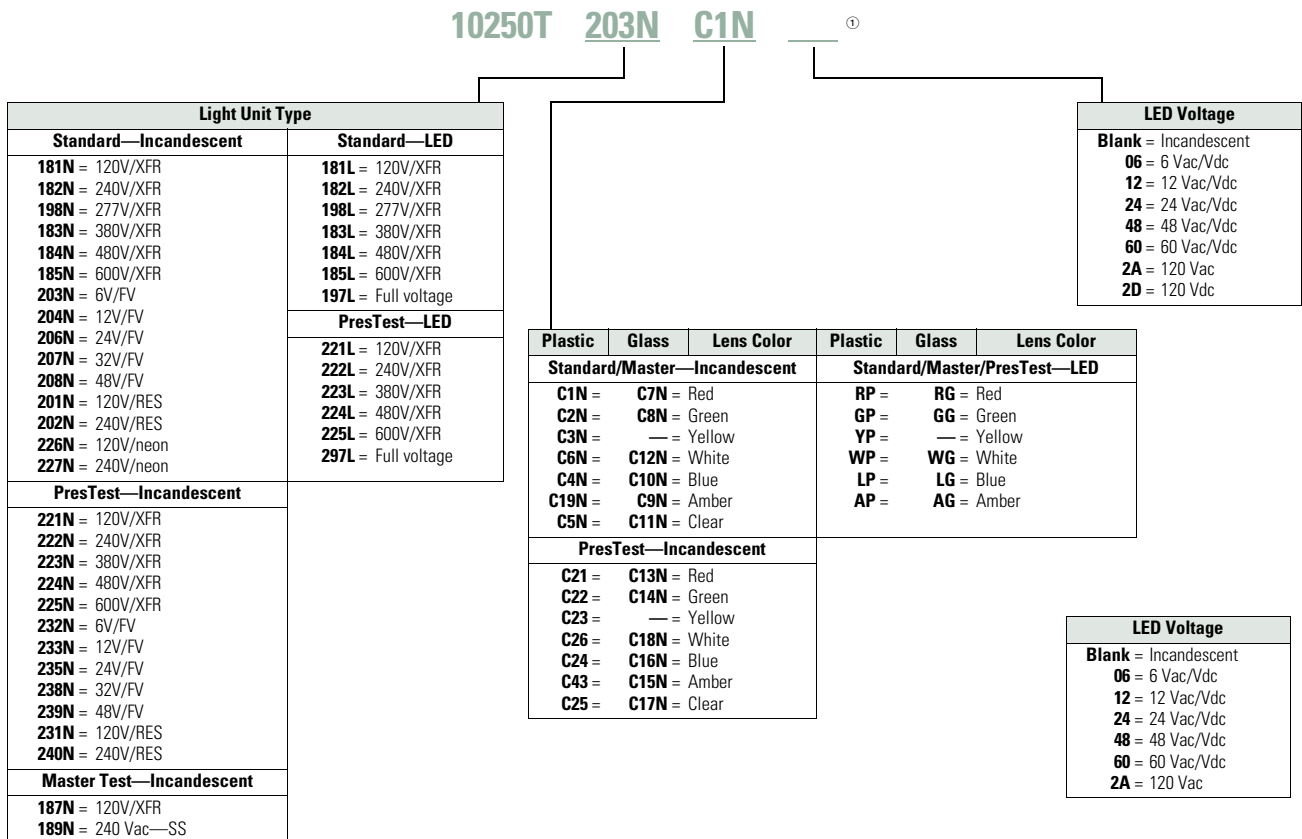 10250T 203N C1N ___ ①
Light Unit Type
Standard—Incandescent
181N = 120V/XFR
182N = 240V/XFR
198N = 277V/XFR
183N = 380V/XFR
184N = 480V/XFR
185N = 600V/XFR
203N = 6V/FV
204N = 12V/FV
206N = 24V/FV
207N = 32V/FV
208N = 48V/FV
201N = 120V/RES
202N = 240V/RES
226N = 120V/neon
227N = 240V/neon
PresTest—Incandescent
221N = 120V/XFR
222N = 240V/XFR
223N = 380V/XFR
224N = 480V/XFR
225N = 600V/XFR
232N = 6V/FV
233N = 12V/FV
235N = 24V/FV
238N = 32V/FV
239N = 48V/FV
231N = 120V/RES
240N = 240V/RES
Master Test—Incandescent
187N = 120V/XFR
189N = 240 Vac—SS
Standard—LED
181L = 120V/XFR
182L = 240V/XFR
198L = 277V/XFR
183L = 380V/XFR
184L = 480V/XFR
185L = 600V/XFR
197L = Full voltage
PresTest—LED
221L = 120V/XFR
222L = 240V/XFR
223L = 380V/XFR
224L = 480V/XFR
225L = 600V/XFR
297L = Full voltage
Plastic Glass Lens Color
Standard/Master—Incandescent
C1N = C7N = Red
C2N = C8N = Green
C3N = — = Yellow
C6N = C12N = White
C4N = C10N = Blue
C19N = C9N = Amber
C5N = C11N = Clear
PresTest—Incandescent
C21 = C13N = Red
C22 = C14N = Green
C23 = — = Yellow
C26 = C18N = White
C24 = C16N = Blue
C43 = C15N = Amber
C25 = C17N = Clear
Plastic Glass Lens Color
Standard/Master/PresTest—LED
RP = RG = Red
GP = GG = Green
YP = — = Yellow
WP = WG = White
LP = LG = Blue
AP = AG = Amber
LED Voltage
Blank = Incandescent
06 = 6 Vac/Vdc
12 = 12 Vac/Vdc
24 = 24 Vac/Vdc
48 = 48 Vac/Vdc
60 = 60 Vac/Vdc
2A = 120 Vac
2D = 120 Vdc
LED Voltage
Blank = Incandescent
06 = 6 Vac/Vdc
12 = 12 Vac/Vdc
24 = 24 Vac/Vdc
48 = 48 Vac/Vdc
60 = 60 Vac/Vdc
2A = 120 Vac